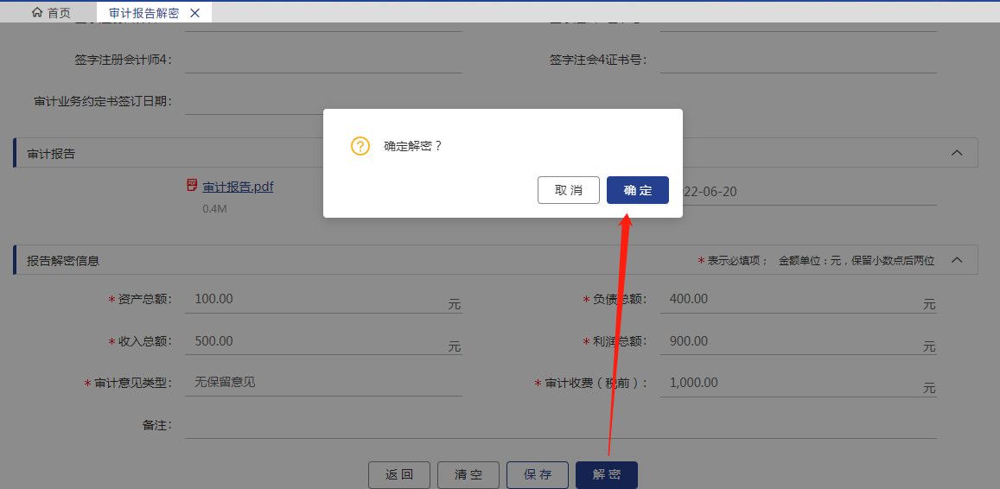 首页 审计报告解密
签字注册会计师4： 签字注会4证书号：
审计业务约定书签订日期：
确定解密？
取消 确定
审计报告
审计报告.pdf
22-06-20
0.4M
报告解密信息 *表示必填项； 金额单位：元，保留小数点后两位
*资产总额： 100.00 元 *负债总额： 400.00 元
*收入总额： 500.00 元 *利润总额： 900.00 元
*审计意见类型： 无保留意见 *审计收费（税前）： 1,000.00 元
备注：
返回 清空 保存 解密